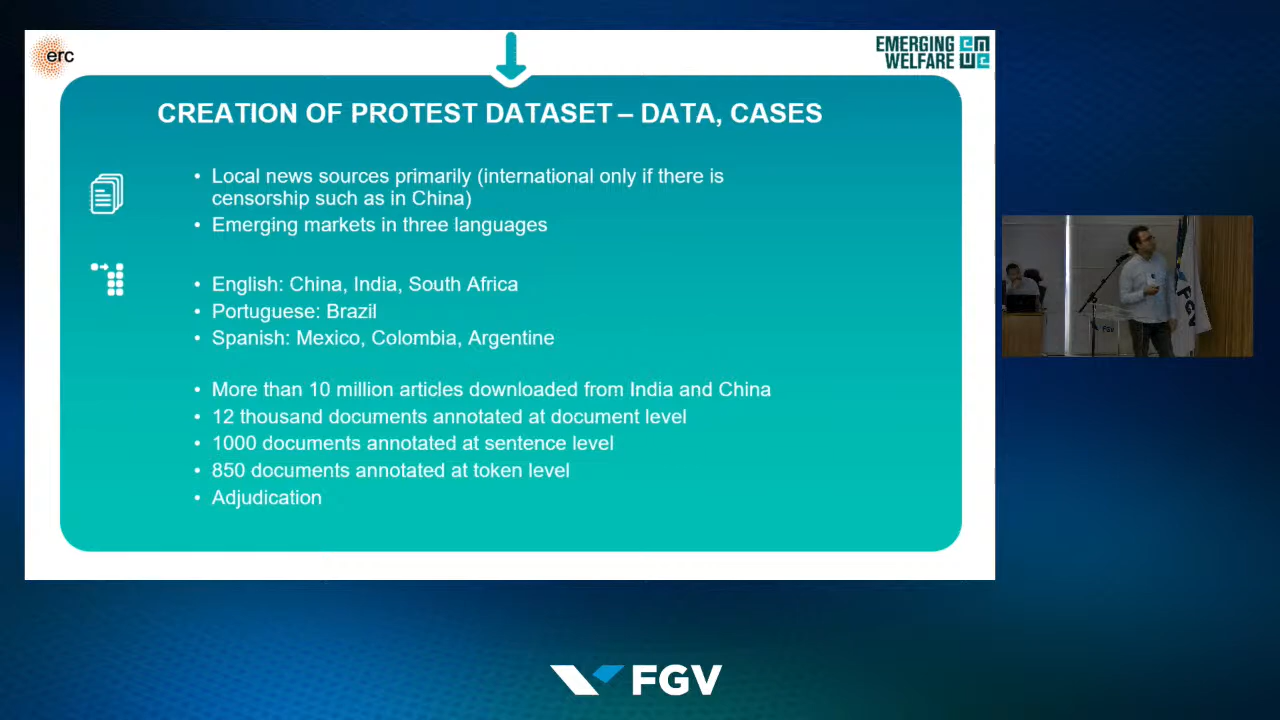 erc
EMERGING
WELFARE
CREATION OF PROTEST DATASET – DATA, CASES
• Local news sources primarily (international only if there is
censorship such as in China)
• Emerging markets in three languages
• English: China, India, South Africa
• Portuguese: Brazil
• Spanish: Mexico, Colombia, Argentine
• More than 10 million articles downloaded from India and China
• 12 thousand documents annotated at document level
• 1000 documents annotated at sentence level
• 850 documents annotated at token level
• Adjudication
FGV
FGV
FGV